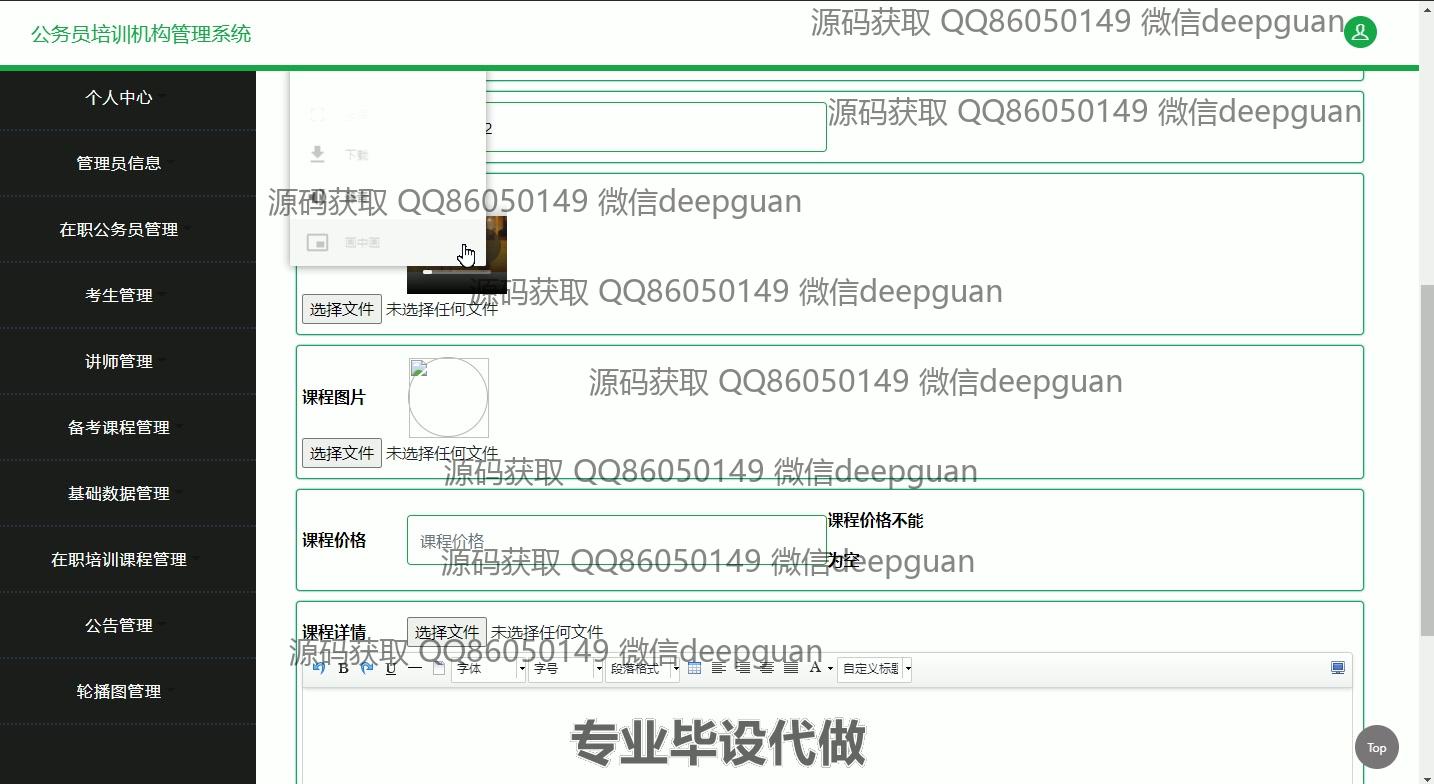 公务员培训机构管理系统
源码获取 QQ86050149 微信deepguan
个人中心
2
源码获取 QQ86050149 微信deepguan
下载
管理员信息
源码获取 QQ86050149 微信deepguan
在职公务员管理
画中画
考生管理
源码获取 QQ86050149 微信deepguan
选择文件 未选择任何文件
讲师管理
源码获取 QQ86050149 微信deepguan
课程图片
备考课程管理
选择文件 未选择任何文件
源码获取 QQ86050149 微信deepguan
基础数据管理
课程价格
课程价格
课程价格不能
为空
在职培训课程管理
源码获取 QQ86050149 微信deepguan
公告管理
课程详情
选择文件 未选择任何文件
源码获取 QQ86050149 微信deepguan
B U 字体 字号 段落格式 A 自定义标题
轮播图管理
专业毕设代做
Top